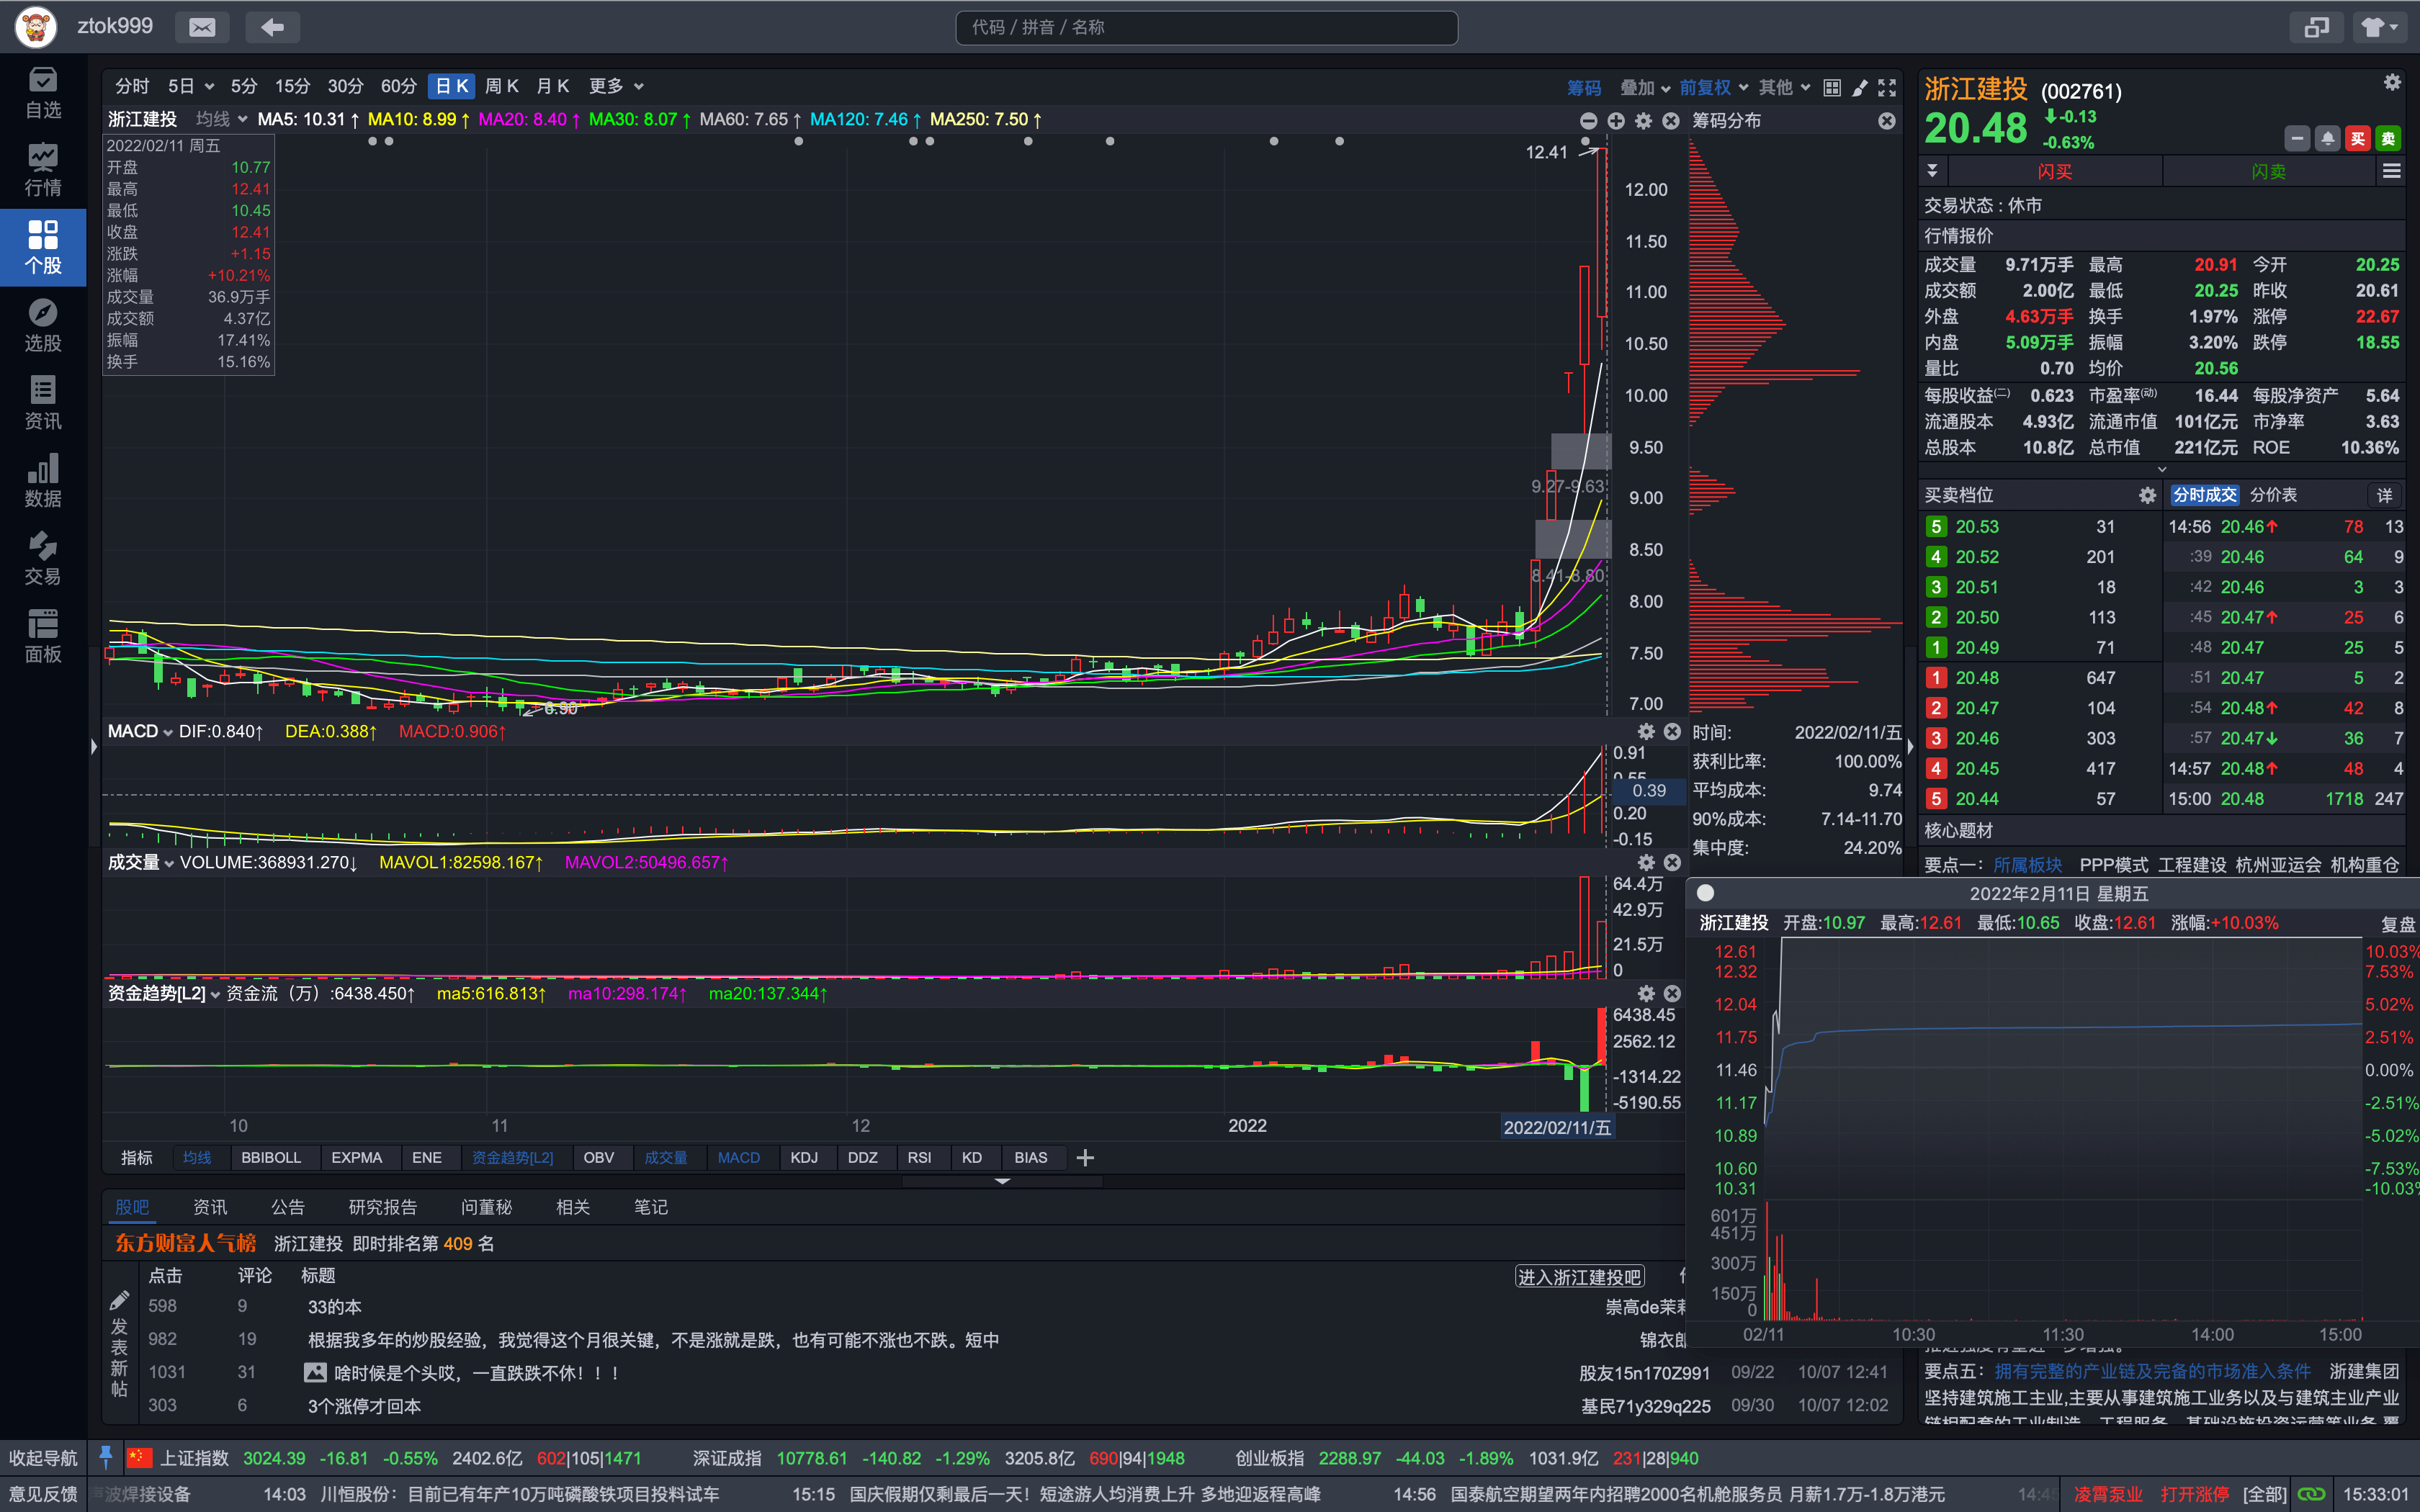 ztok999
代码 / 拼音 / 名称
自选
行情
个股
选股
资讯
数据
交易
面板
分时 5日 5分 15分 30分 60分 日K 周K 月K 更多 筹码 叠加 前复权 其他
浙江建投 均线 MA5: 10.31↑ MA10: 8.99↑ MA20: 8.40↑ MA30: 8.07↑ MA60: 7.65↑ MA120: 7.46↑ MA250: 7.50↑
筹码分布
2022/02/11 周五
开盘 10.77
最高 12.41
最低 10.45
收盘 12.41
涨跌 +1.15
涨幅 +10.21%
成交量 36.9万手
成交额 4.37亿
振幅 17.41%
换手 15.16%
12.41
12.00
11.50
11.00
10.50
10.00
9.50
9.27-9.63
9.00
8.50
8.41-8.80
8.00
7.50
7.00
6.90
MACD DIF:0.840↑ DEA:0.388↑ MACD:0.906↑
0.91
0.55
0.39
0.20
-0.15
成交量 VOLUME:368931.270↓ MAVOL1:82598.167↑ MAVOL2:50496.657↑
64.4万
42.9万
21.5万
0
资金趋势[L2] 资金流（万）:6438.450↑ ma5:616.813↑ ma10:298.174↑ ma20:137.344↑
6438.45
2562.12
-1314.22
-5190.55
10 11 12 2022 2022/02/11/五
指标 均线 BBIBOLL EXPMA ENE 资金趋势[L2] OBV 成交量 MACD KDJ DDZ RSI KD BIAS
时间: 2022/02/11/五
获利比率: 100.00%
平均成本: 9.74
90%成本: 7.14-11.70
集中度: 24.20%
股吧 资讯 公告 研究报告 问董秘 相关 笔记
东方财富人气榜 浙江建投 即时排名第 409 名
点击 评论 标题 进入浙江建投吧
598 9 33的本 崇高de茉莉
982 19 根据我多年的炒股经验，我觉得这个月很关键，不是涨就是跌，也有可能不涨也不跌。短中 锦衣郎
1031 31 啥时候是个头哎，一直跌跌不休！！！ 股友15n170Z991 09/22 10/07 12:41
303 6 3个涨停才回本 基民71y329q225 09/30 10/07 12:02
发表新帖
浙江建投 (002761)
20.48 -0.13
-0.63%
买 卖
闪买 闪卖
交易状态 : 休市
行情报价
成交量 9.71万手 最高 20.91 今开 20.25
成交额 2.00亿 最低 20.25 昨收 20.61
外盘 4.63万手 换手 1.97% 涨停 22.67
内盘 5.09万手 振幅 3.20% 跌停 18.55
量比 0.70 均价 20.56
每股收益(二) 0.623 市盈率(动) 16.44 每股净资产 5.64
流通股本 4.93亿 流通市值 101亿元 市净率 3.63
总股本 10.8亿 总市值 221亿元 ROE 10.36%
买卖档位 分时成交 分价表 详
5 20.53 31 14:56 20.46↑ 78 13
4 20.52 201 :39 20.46 64 9
3 20.51 18 :42 20.46 3 3
2 20.50 113 :45 20.47↑ 25 6
1 20.49 71 :48 20.47 25 5
1 20.48 647 :51 20.47 5 2
2 20.47 104 :54 20.48↑ 42 8
3 20.46 303 :57 20.47↓ 36 7
4 20.45 417 14:57 20.48↑ 48 4
5 20.44 57 15:00 20.48 1718 247
核心题材
要点一： 所属板块 PPP模式 工程建设 杭州亚运会 机构重仓
2022年2月11日 星期五
浙江建投 开盘:10.97 最高:12.61 最低:10.65 收盘:12.61 涨幅:+10.03% 复盘
12.61 10.03%
12.32 7.53%
12.04 5.02%
11.75 2.51%
11.46 0.00%
11.17 -2.51%
10.89 -5.02%
10.60 -7.53%
10.31 -10.03%
601万
451万
300万
150万
0
02/11 10:30 11:30 14:00 15:00
要点五： 拥有完整的产业链及完备的市场准入条件 浙建集团
坚持建筑施工主业,主要从事建筑施工业务以及与建筑主业产业
链相配套的工业制造、工程服务、基础设施投资运营等业务,覆
收起导航 上证指数 3024.39 -16.81 -0.55% 2402.6亿 602|105|1471 深证成指 10778.61 -140.82 -1.29% 3205.8亿 690|94|1948 创业板指 2288.97 -44.03 -1.89% 1031.9亿 231|28|940
意见反馈 波焊接设备 14:03 川恒股份：目前已有年产10万吨磷酸铁项目投料试车 15:15 国庆假期仅剩最后一天！短途游人均消费上升 多地迎返程高峰 14:56 国泰航空期望两年内招聘2000名机舱服务员 月薪1.7万-1.8万港元 14:45 凌霄泵业 打开涨停 [全部] 15:33:01